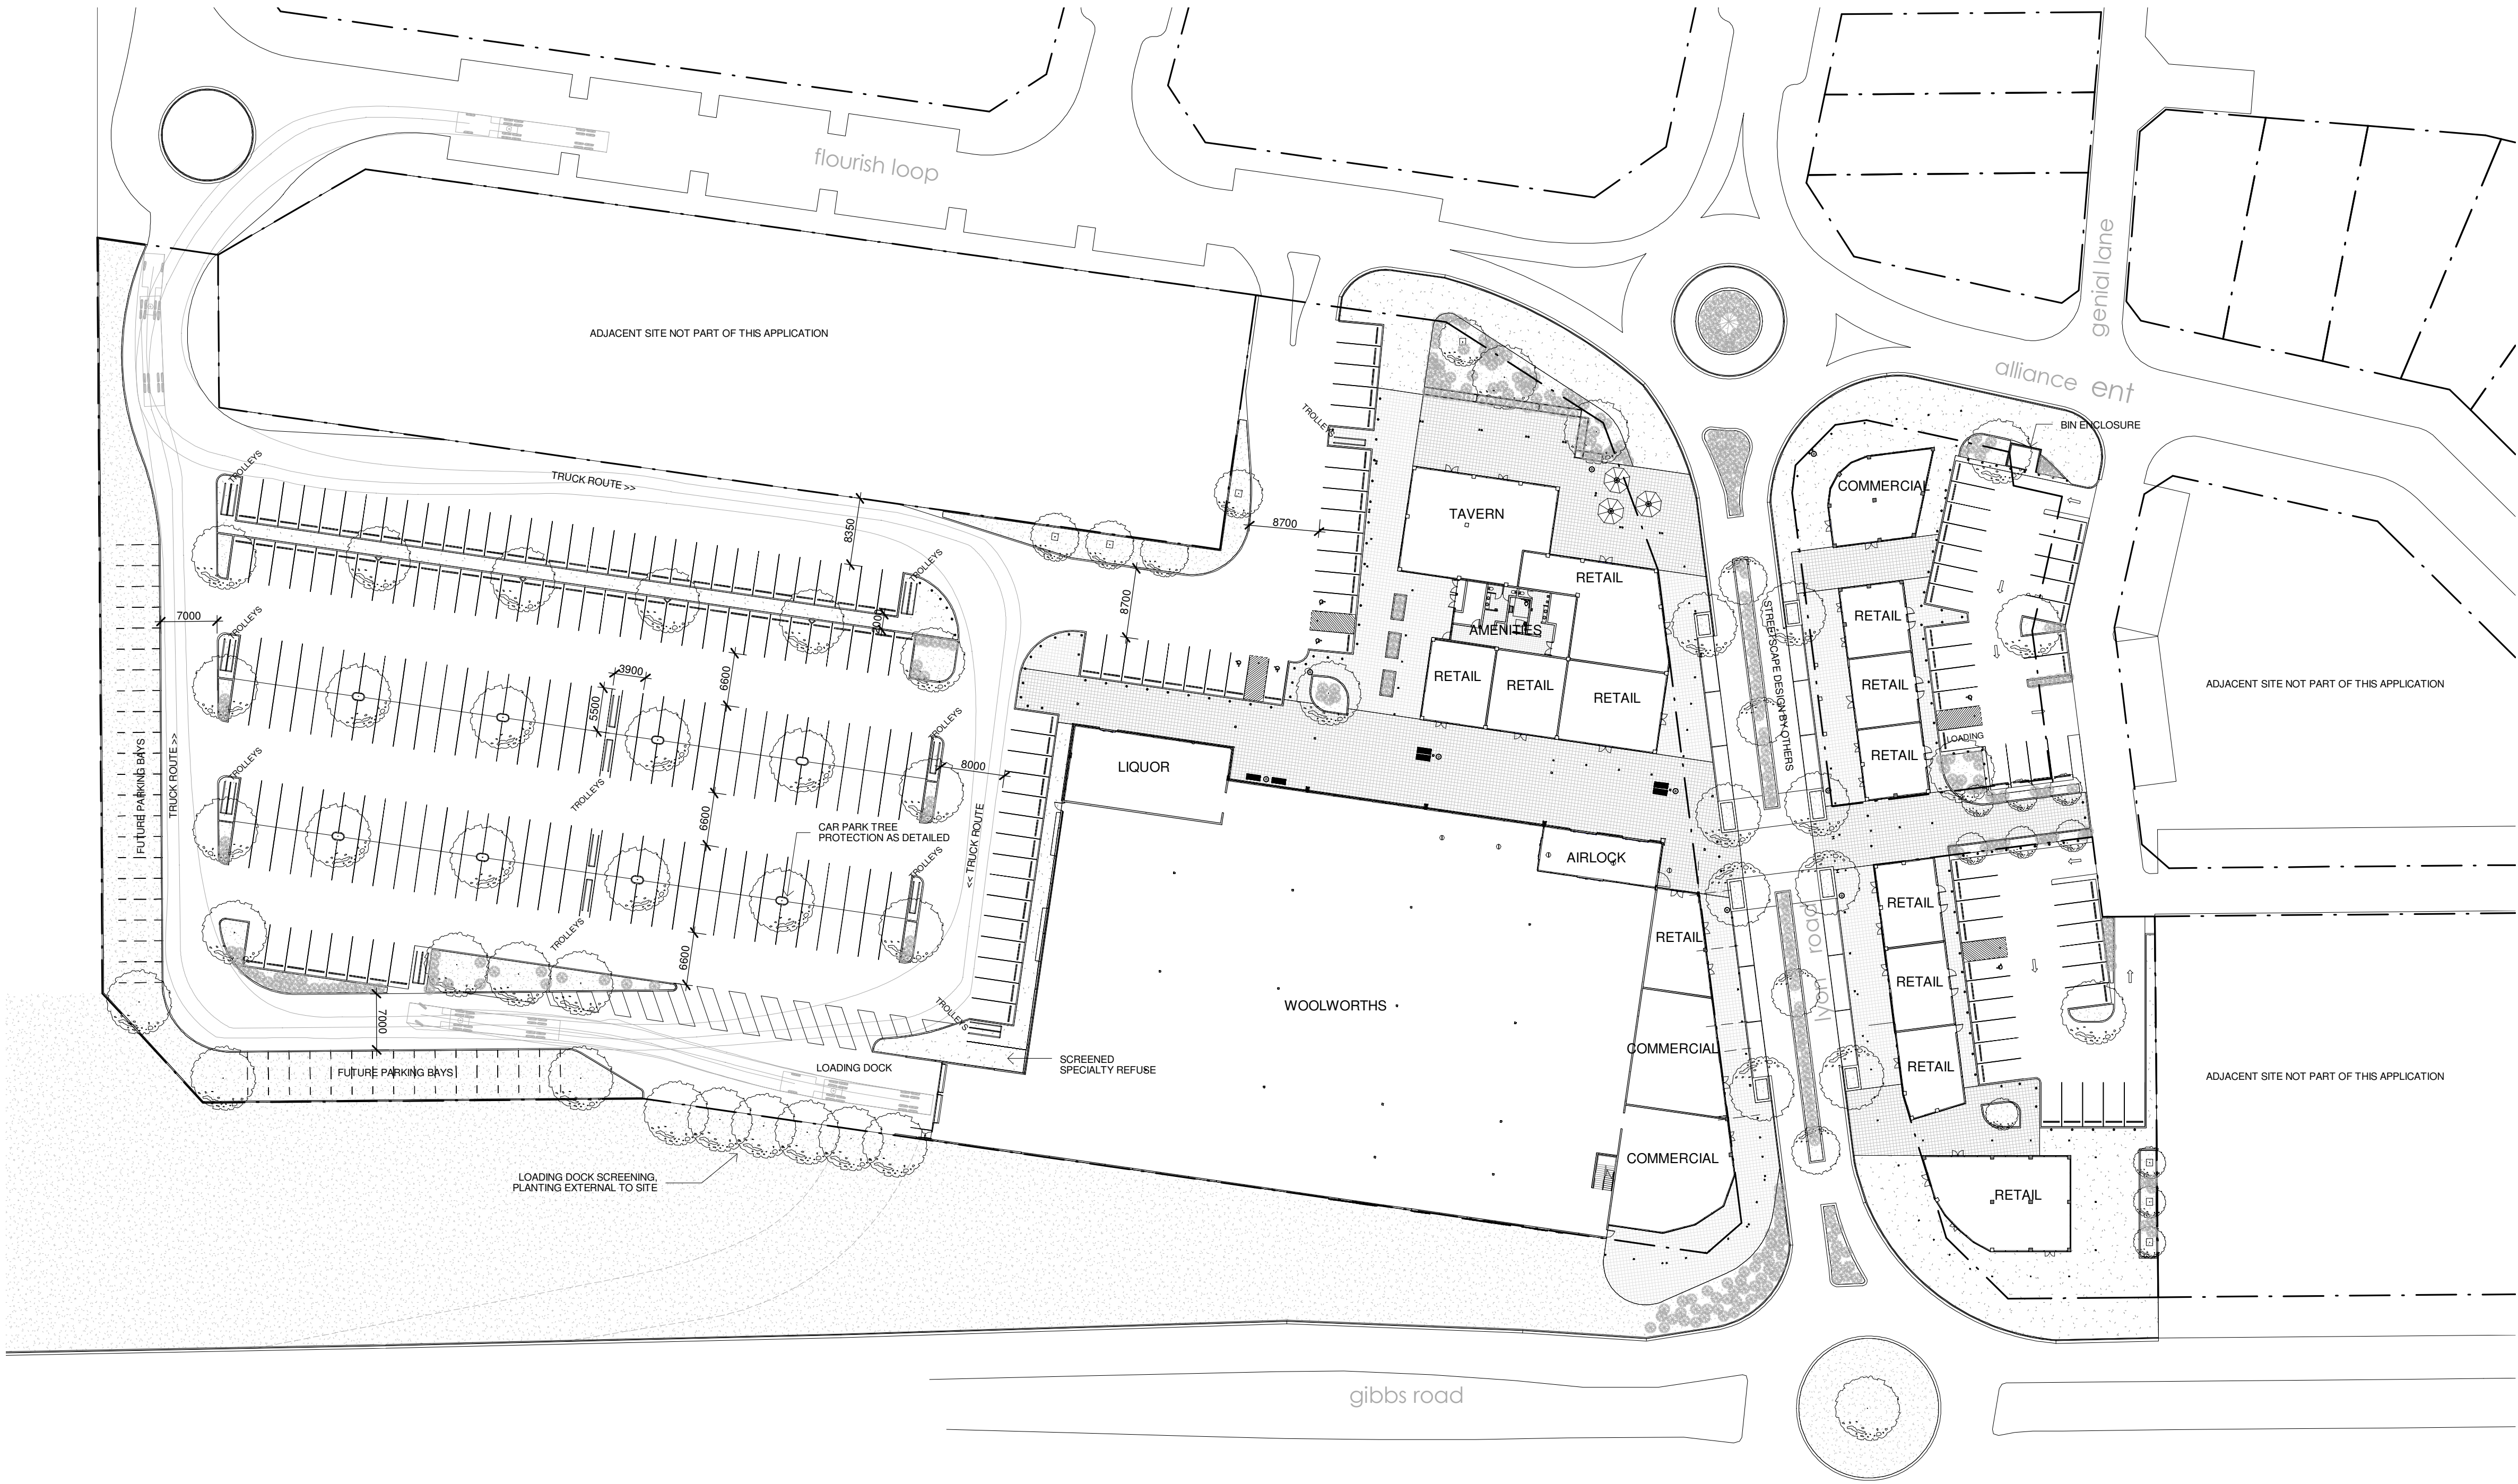 flourish loop
genial lane
alliance ent
ADJACENT SITE NOT PART OF THIS APPLICATION
BIN ENCLOSURE
TROLLEYS
TROLLEYS
TRUCK ROUTE >>
COMMERCIAL
TAVERN
8350
8700
TROLLEYS
RETAIL
8700
7000
TROLLEYS
AMENITIES
RETAIL
STREETSCAPE DESIGN BY OTHERS
3900
6600
5500
RETAIL
RETAIL
RETAIL
RETAIL
ADJACENT SITE NOT PART OF THIS APPLICATION
TROLLEYS
LOADING
RETAIL
TROLLEYS
8000
LIQUOR
FUTURE PARKING BAYS
TRUCK ROUTE >>
TROLLEYS
6600
CAR PARK TREE
PROTECTION AS DETAILED
<< TRUCK ROUTE
TROLLEYS
AIRLOCK
RETAIL
TROLLEYS
RETAIL
lyon road
6600
RETAIL
WOOLWORTHS
TROLLEYS
7000
COMMERCIAL
SCREENED
SPECIALTY REFUSE
LOADING DOCK
FUTURE PARKING BAYS
RETAIL
ADJACENT SITE NOT PART OF THIS APPLICATION
COMMERCIAL
LOADING DOCK SCREENING,
PLANTING EXTERNAL TO SITE
RETAIL
gibbs road